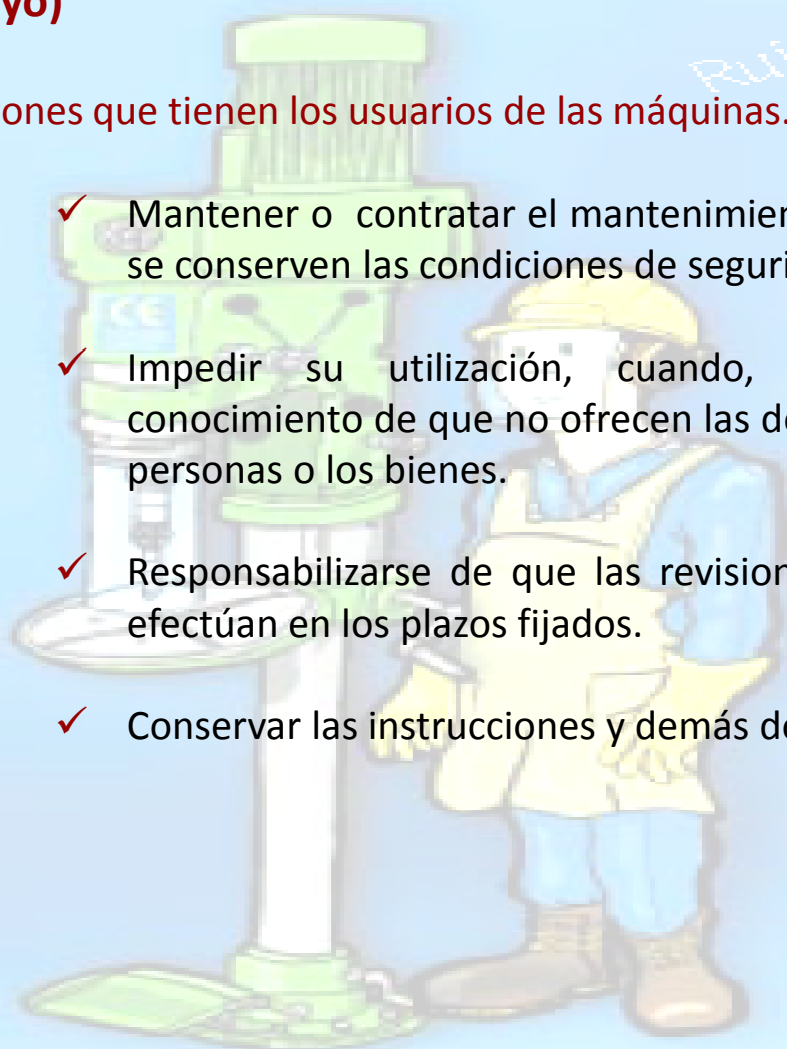 yo)
ones que tienen los usuarios de las máquinas.
✓ Mantener o contratar el mantenimien
se conserven las condiciones de seguri
✓ Impedir su utilización, cuando,
conocimiento de que no ofrecen las de
personas o los bienes.
✓ Responsabilizarse de que las revision
efectúan en los plazos fijados.
✓ Conservar las instrucciones y demás do
CE